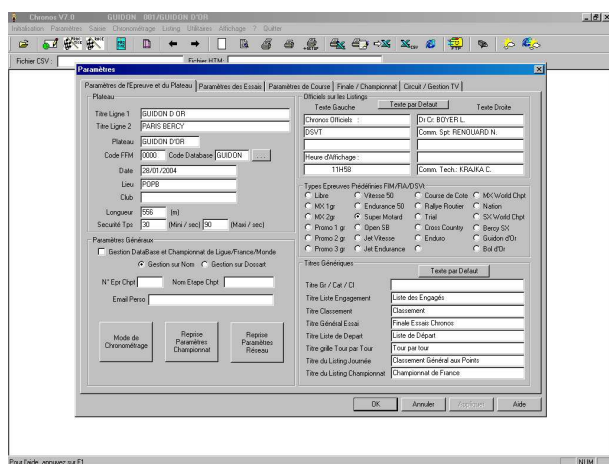 Chronos V7.0 GUIDON 001/GUIDON D'OR
Initialisation Paramètres Saisie Chronométrage Listing Utilitaires Affichage ? Quitter
Fichier CSV : Fichier HTM:
Paramètres
Paramètres de l'Epreuve et du Plateau Paramètres des Essais Paramètres de Course Finale / Championnat Circuit / Gestion TV
Plateau
Titre Ligne 1 GUIDON D OR
Titre Ligne 2 PARIS BERCY
Plateau GUIDON D'OR
Code FFM 0000 Code Database GUIDON ...
Date 28/01/2004
Lieu POPB
Club
Longueur 556 (m)
Securité Tps 30 (Mini / sec) 90 (Maxi / sec)
Paramètres Généraux
Gestion DataBase et Championnat de Ligue/France/Monde
Gestion sur Nom Gestion sur Dossart
N° Epr Chpt Nom Etape Chpt
Email Perso
Mode de Chronométrage
Reprise Paramètres Championnat
Reprise Paramètres Réseau
Officiels sur les Listings
Texte Gauche Texte par Defaut Texte Droite
Chronos Officiels : Dr Cr: BOYER L.
DSVT Comm. Spt: RENOUARD N.
Heure d'Affichage :
11H58 Comm. Tech.: KRAJKA C.
Types Epreuves Prédéfinies FIM/FIA/DSVt
Libre Vitesse 50 Course de Cote MX World Chpt
MX 1gr Endurance 50 Rallye Routier Nation
MX 2gr Super Motard Trial SX World Chpt
Promo 1 gr Open SB Cross County Bercy SX
Promo 2 gr Jet Vitesse Enduro Guidon d'Or
Promo 3 gr Jet Endurance Bol d'Or
Titres Génériques
Texte par Defaut
Titre Gr / Cat / Cl
Titre Liste Engagement Liste des Engagés
Titre Classement Classement
Titre Général Essai Finale Essais Chronos
Titre Liste de Depart Liste de Départ
Titre grille Tour par Tour Tour par tour
Titre du Listing Journée Classement Général aux Points
Titre du Listing Championnat Championnat de France
OK Annuler Appliquer Aide
Pour l'aide, appuyez sur F1 NUM